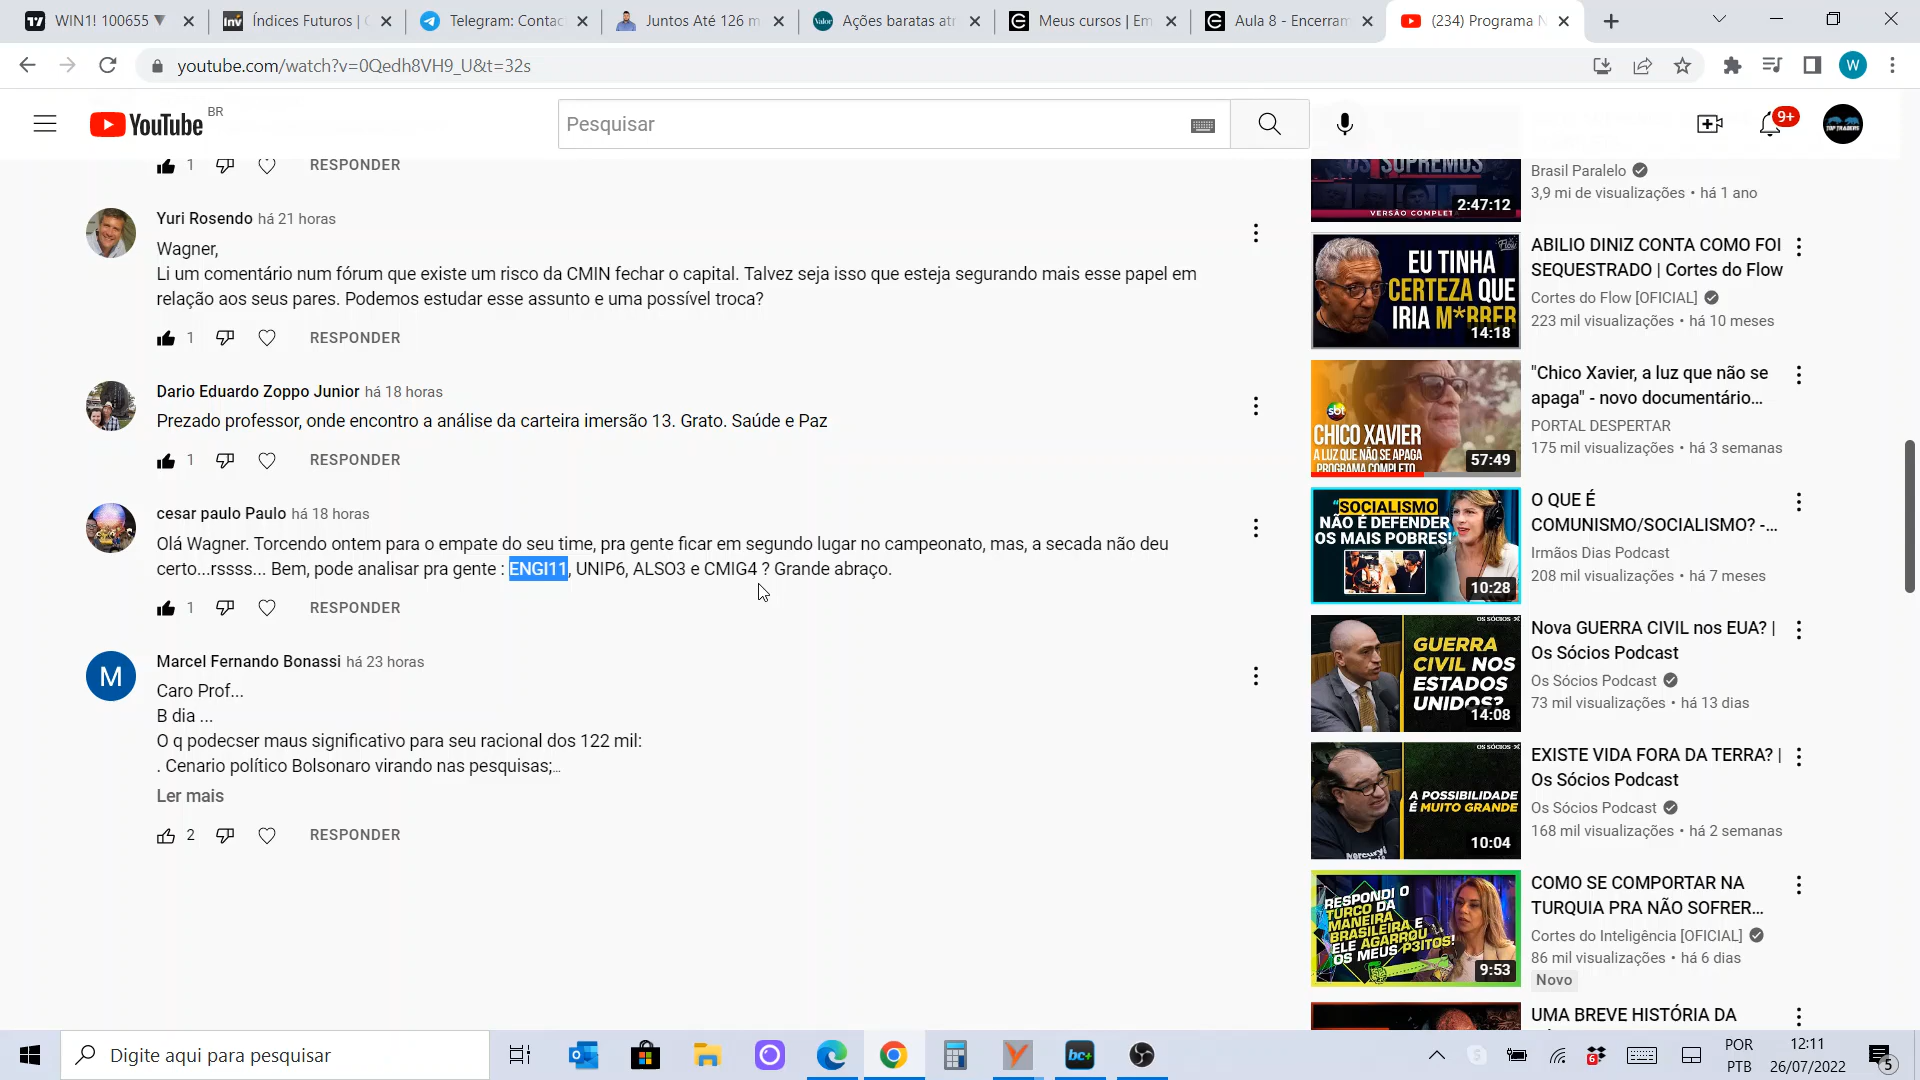 WIN1! 100655 ▼
Índices Futuros |
Telegram: Contac
Juntos Até 126 m
Ações baratas atr
Meus cursos | Em
Aula 8 - Encerram
(234) Programa N
youtube.com/watch?v=0Qedh8VH9_U&t=32s
W
YouTube
BR
Pesquisar
9+
1
RESPONDER
Yuri Rosendo há 21 horas
Wagner,
Li um comentário num fórum que existe um risco da CMIN fechar o capital. Talvez seja isso que esteja segurando mais esse papel em
relação aos seus pares. Podemos estudar esse assunto e uma possível troca?
1
RESPONDER
Dario Eduardo Zoppo Junior há 18 horas
Prezado professor, onde encontro a análise da carteira imersão 13. Grato. Saúde e Paz
1
RESPONDER
cesar paulo Paulo há 18 horas
Olá Wagner. Torcendo ontem para o empate do seu time, pra gente ficar em segundo lugar no campeonato, mas, a secada não deu
certo...rssss... Bem, pode analisar pra gente : ENGI11, UNIP6, ALSO3 e CMIG4 ? Grande abraço.
1
RESPONDER
M
Marcel Fernando Bonassi há 23 horas
Caro Prof...
B dia ...
O q podecser maus significativo para seu racional dos 122 mil:
. Cenario político Bolsonaro virando nas pesquisas;...
Ler mais
2
RESPONDER
OS SUPREMOS
VERSÃO COMPLETA
2:47:12
Brasil Paralelo
3,9 mi de visualizações • há 1 ano
EU TINHA
CERTEZA QUE
IRIA M*RRER
14:18
ABILIO DINIZ CONTA COMO FOI
SEQUESTRADO | Cortes do Flow
Cortes do Flow [OFICIAL]
223 mil visualizações • há 10 meses
sbt
CHICO XAVIER
A LUZ QUE NÃO SE APAGA
PROGRAMA COMPLETO
57:49
"Chico Xavier, a luz que não se
apaga" - novo documentário...
PORTAL DESPERTAR
175 mil visualizações • há 3 semanas
"SOCIALISMO
NÃO É DEFENDER
OS MAIS POBRES!"
10:28
O QUE É
COMUNISMO/SOCIALISMO? -...
Irmãos Dias Podcast
208 mil visualizações • há 7 meses
OS SÓCIOS
GUERRA
CIVIL NOS
ESTADOS
UNIDOS?
14:08
Nova GUERRA CIVIL nos EUA? |
Os Sócios Podcast
Os Sócios Podcast
73 mil visualizações • há 13 dias
OS SÓCIOS
A POSSIBILIDADE
É MUITO GRANDE
10:04
EXISTE VIDA FORA DA TERRA? |
Os Sócios Podcast
Os Sócios Podcast
168 mil visualizações • há 2 semanas
RESPONDI O
TURCO DA
MANEIRA
BRASILEIRA E
ELE AGARROU
OS MEUS P3ITOS!
9:53
COMO SE COMPORTAR NA
TURQUIA PRA NÃO SOFRER...
Cortes do Inteligência [OFICIAL]
86 mil visualizações • há 6 dias
Novo
UMA BREVE HISTÓRIA DA
Digite aqui para pesquisar
bc+
6
POR
PTB
12:11
26/07/2022
5